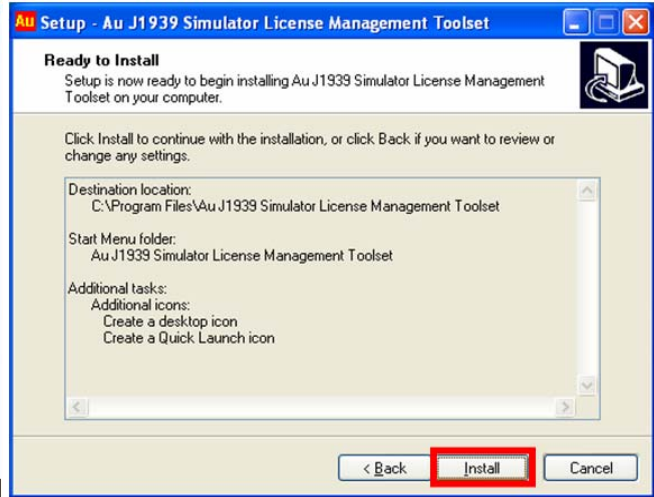 Au Setup - Au J1939 Simulator License Management Toolset
Ready to Install
Setup is now ready to begin installing Au J1939 Simulator License Management
Toolset on your computer.
Click Install to continue with the installation, or click Back if you want to review or
change any settings.
Destination location:
C:\Program Files\Au J1939 Simulator License Management Toolset
Start Menu folder:
Au J1939 Simulator License Management Toolset
Additional tasks:
Additional icons:
Create a desktop icon
Create a Quick Launch icon
< Back Install Cancel